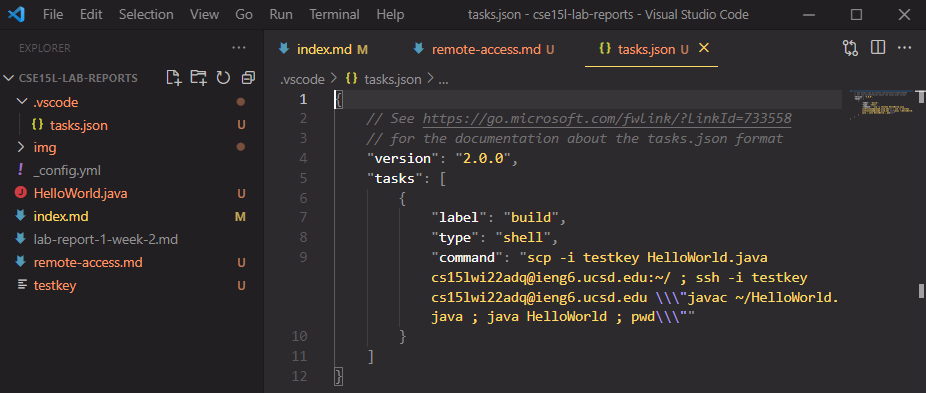 File Edit Selection View Go Run Terminal Help tasks.json - cse15l-lab-reports - Visual Studio Code
EXPLORER
CSE15L-LAB-REPORTS
.vscode
tasks.json U
img
_config.yml
HelloWorld.java U
index.md M
lab-report-1-week-2.md
remote-access.md U
testkey U
index.md M remote-access.md U tasks.json U
.vscode > {} tasks.json > ...
1 {
2 // See https://go.microsoft.com/fwlink/?LinkId=733558
3 // for the documentation about the tasks.json format
4 "version": "2.0.0",
5 "tasks": [
6 {
7 "label": "build",
8 "type": "shell",
9 "command": "scp -i testkey HelloWorld.java
cs15lwi22adq@ieng6.ucsd.edu:~/ ; ssh -i testkey
cs15lwi22adq@ieng6.ucsd.edu \\\"javac ~/HelloWorld.
java ; java HelloWorld ; pwd\\\""
10 }
11 ]
12 }